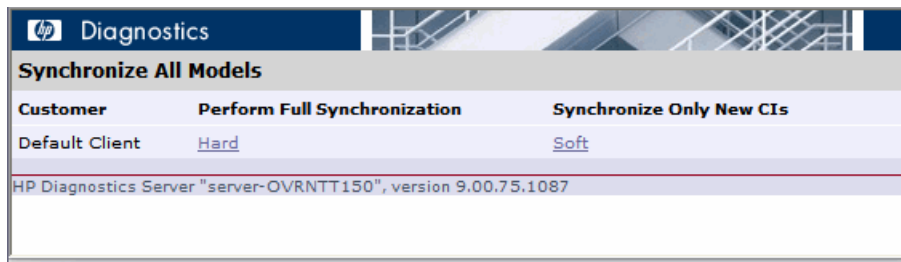 hp Diagnostics
Synchronize All Models
Customer Perform Full Synchronization Synchronize Only New CIs
Default Client Hard Soft
HP Diagnostics Server "server-OVRNTT150", version 9.00.75.1087